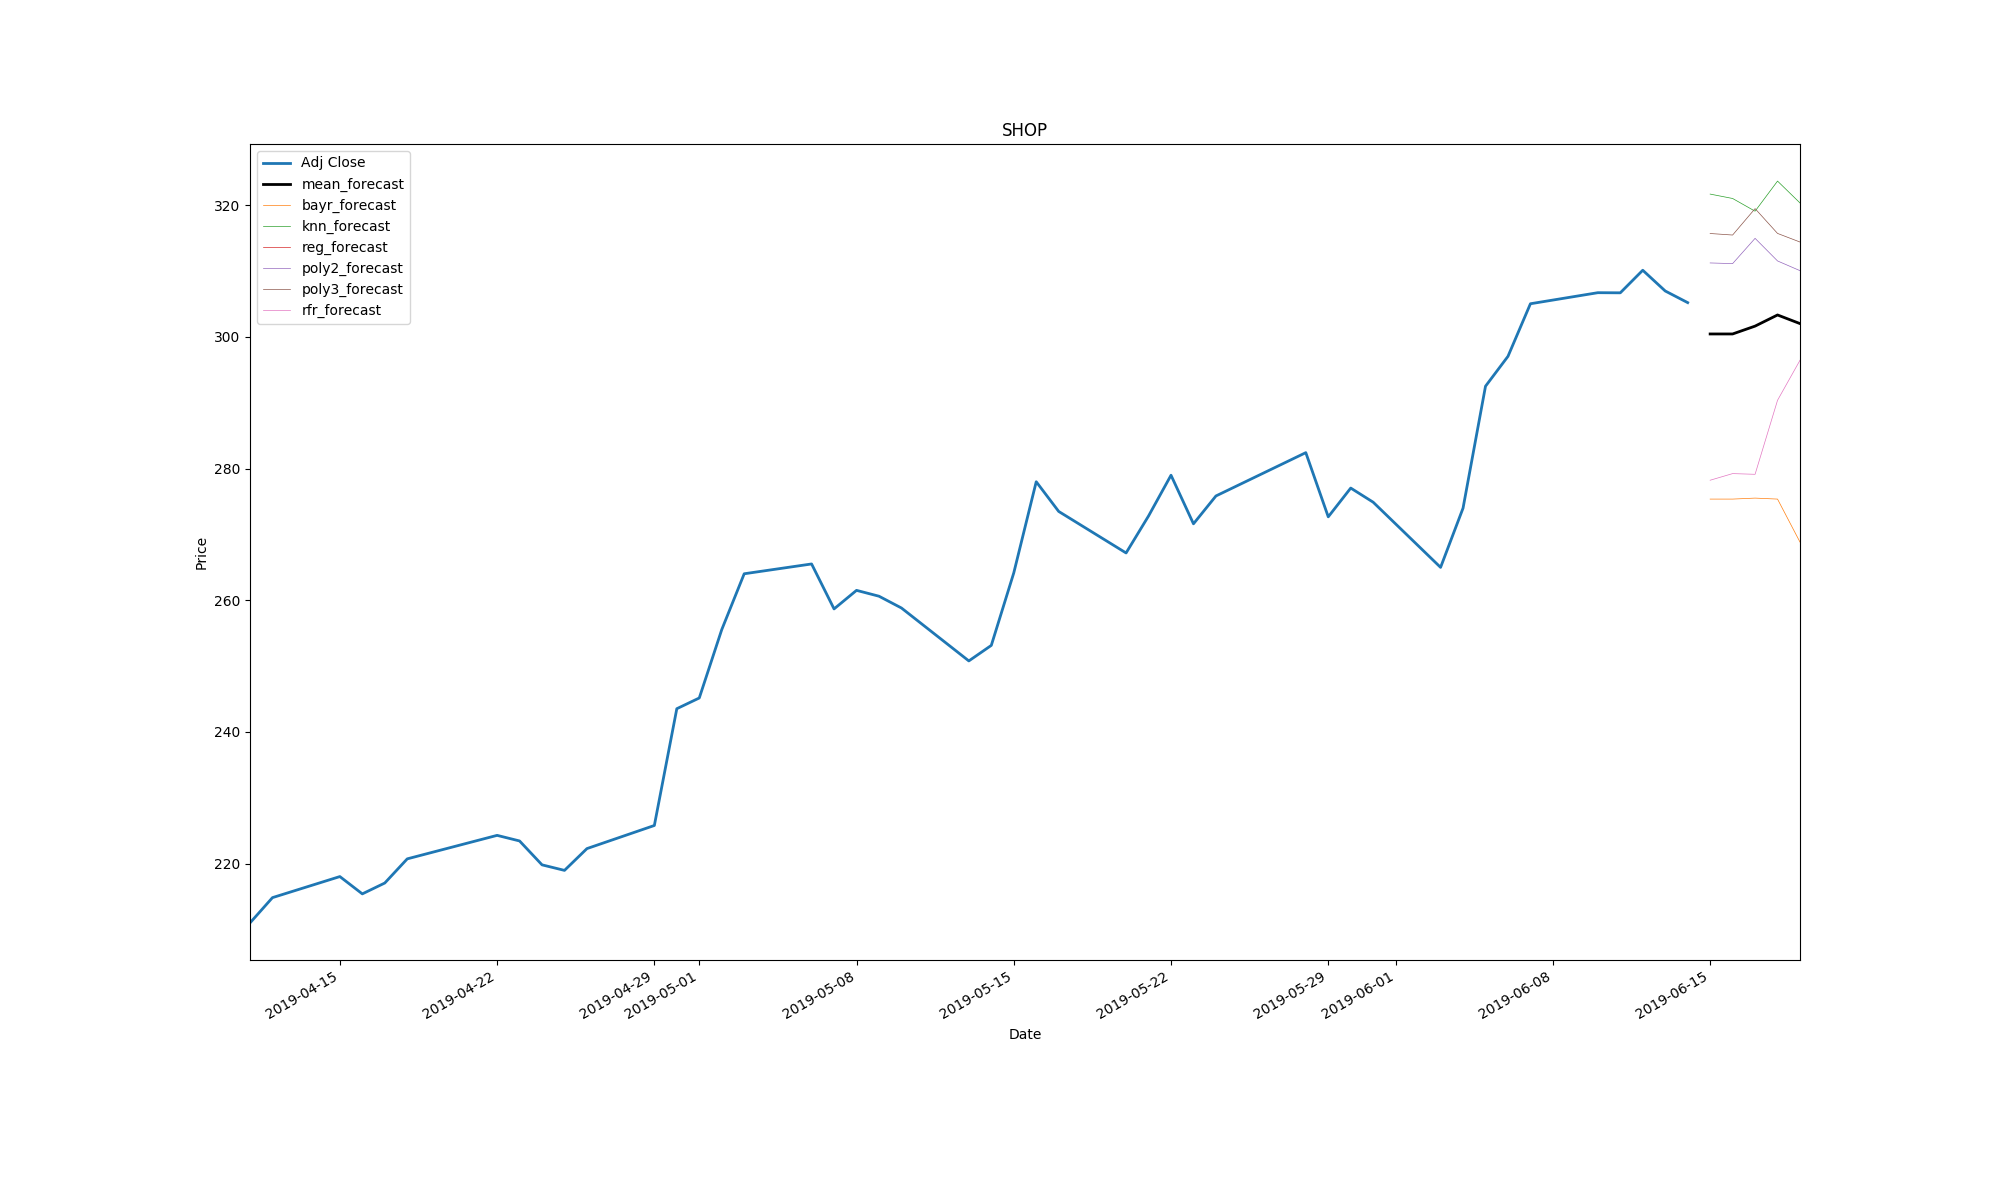 SHOP
Adj Close
mean_forecast
bayr_forecast
knn_forecast
reg_forecast
poly2_forecast
poly3_forecast
rfr_forecast
320
300
280
260
240
220
Price
2019-04-15
2019-04-22
2019-04-29
2019-05-01
2019-05-08
2019-05-15
2019-05-22
2019-05-29
2019-06-01
2019-06-08
2019-06-15
Date